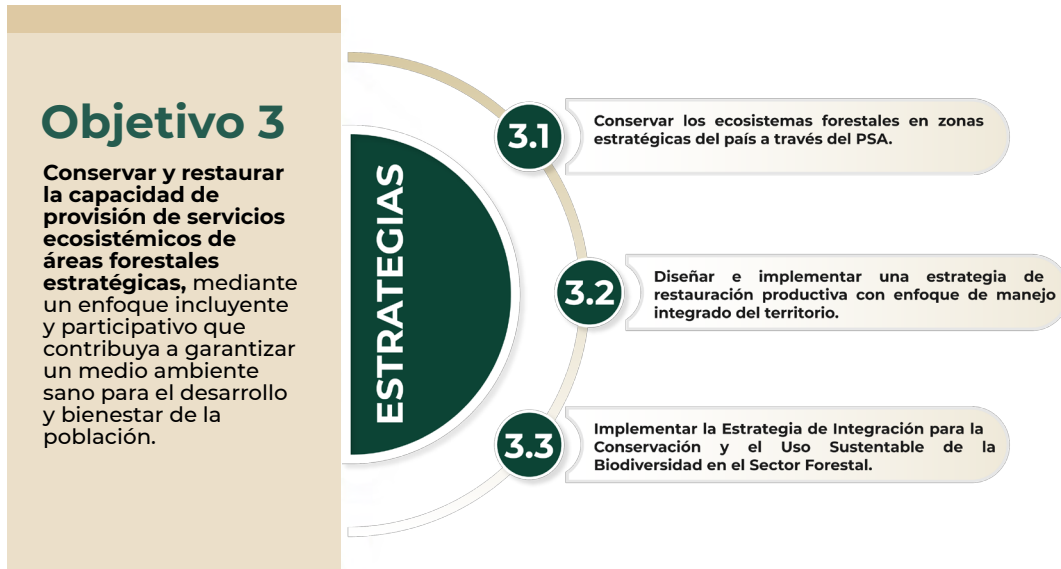 Objetivo 3
Conservar y restaurar
la capacidad de
provisión de servicios
ecosistémicos de
áreas forestales
estratégicas, mediante
un enfoque incluyente
y participativo que
contribuya a garantizar
un medio ambiente
sano para el desarrollo
y bienestar de la
población.
ESTRATEGIAS
3.1
Conservar los ecosistemas forestales en zonas
estratégicas del país a través del PSA.
3.2
Diseñar e implementar una estrategia de
restauración productiva con enfoque de manejo
integrado del territorio.
3.3
Implementar la Estrategia de Integración para la
Conservación y el Uso Sustentable de la
Biodiversidad en el Sector Forestal.